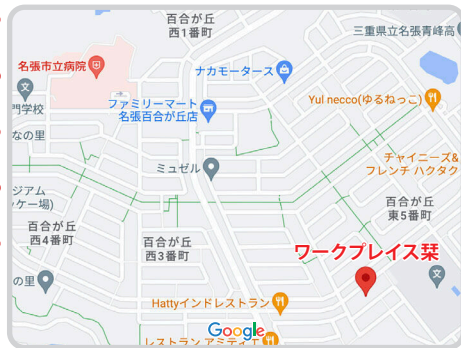 百合が丘
西1番町
三重県立名張青峰高
名張市立病院
ナカモータース
文
門学校
ファミリーマート
名張百合が丘店
Yul necco(ゆるねっこ)
なの里
ミュゼル
チャイニーズ&
フレンチ ハクタク
ジアム
ッケー場)
百合が丘
東5番町
百合が丘
西4番町
百合が丘
西3番町
ワークプレイス栞
文
の里
Hattyインドレストラン
Google
レストラン アミティエ